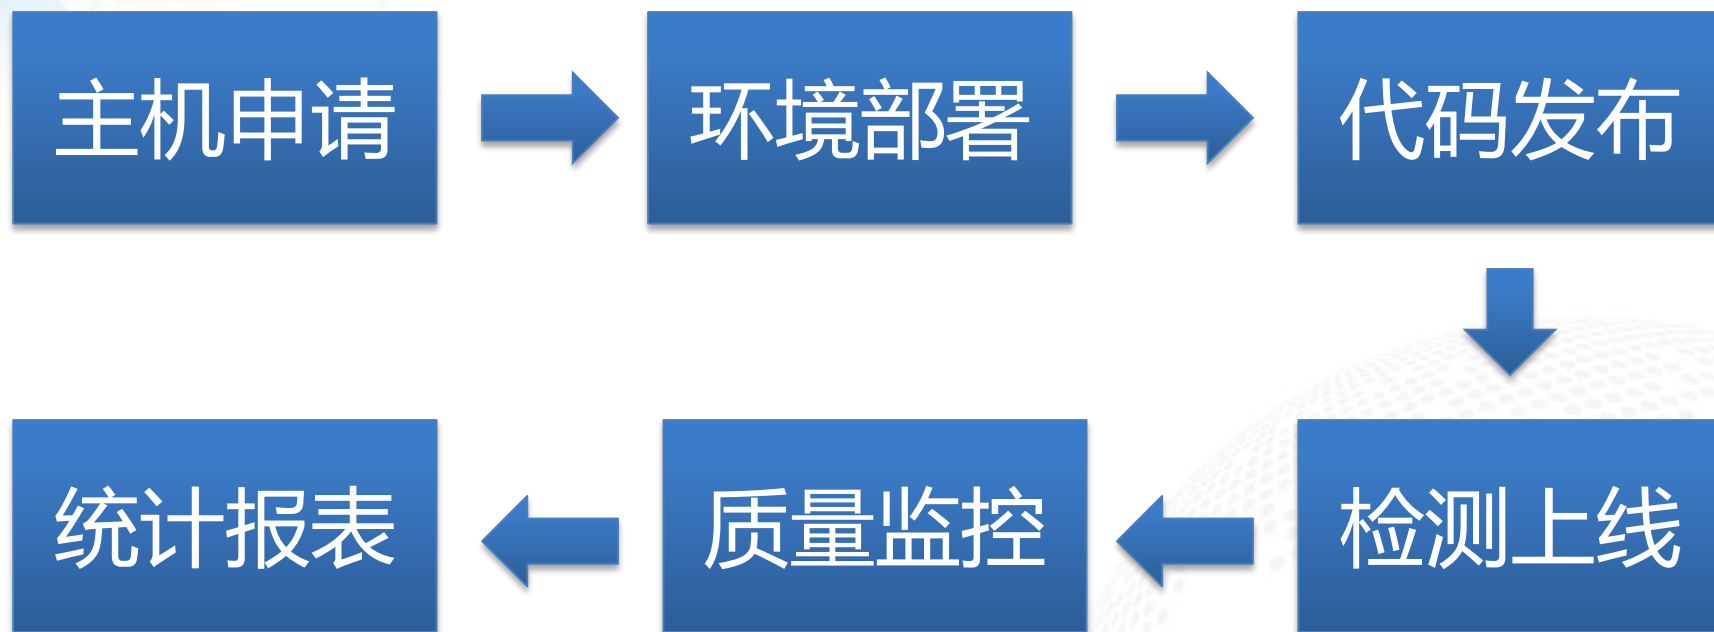 主机申请
环境部署
代码发布
检测上线
质量监控
统计报表